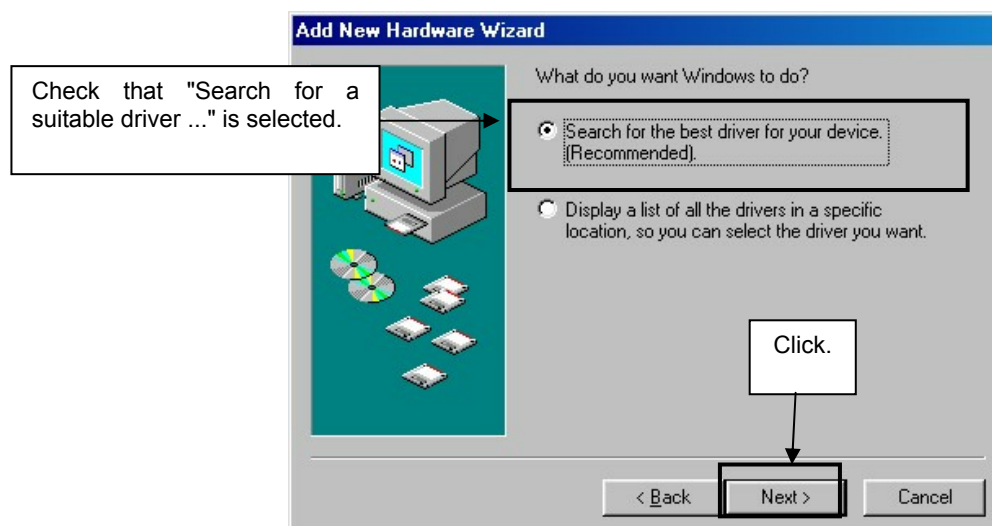 Add New Hardware Wizard
Check that "Search for a
suitable driver ..." is selected.
What do you want Windows to do?
Search for the best driver for your device.
(Recommended).
Display a list of all the drivers in a specific
location, so you can select the driver you want.
Click.
< Back
Next >
Cancel